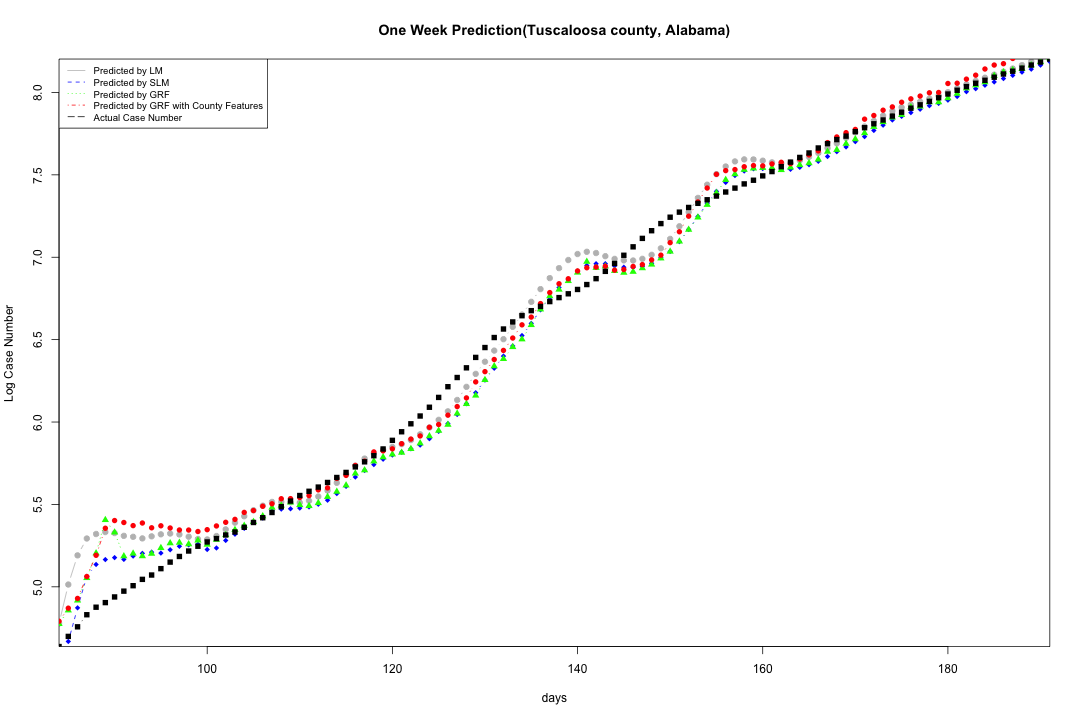 One Week Prediction(Tuscaloosa county, Alabama)
Predicted by LM
Predicted by SLM
Predicted by GRF
Predicted by GRF with County Features
Actual Case Number
Log Case Number
8.0
7.5
7.0
6.5
6.0
5.5
5.0
100 120 140 160 180
days